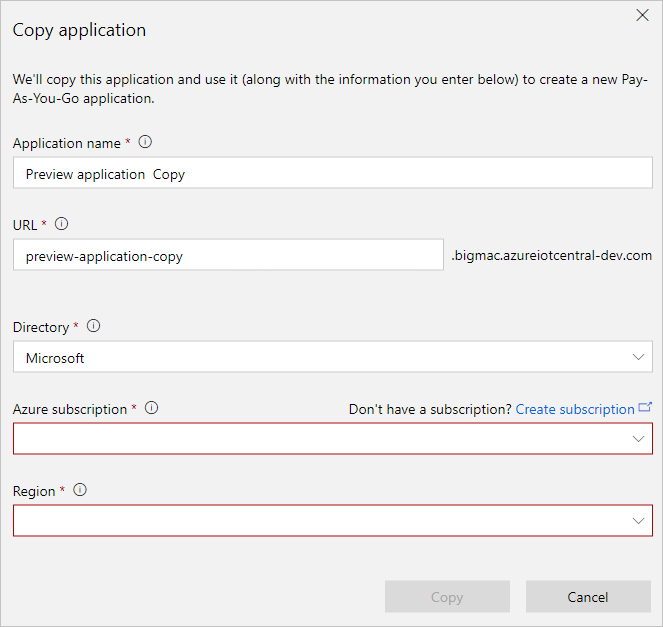 Copy application
We'll copy this application and use it (along with the information you enter below) to create a new Pay-
As-You-Go application.
Application name *
Preview application  Copy
URL *
preview-application-copy
.bigmac.azureiotcentral-dev.com
Directory *
Microsoft
Azure subscription *
Don't have a subscription? Create subscription
Region *
Copy
Cancel